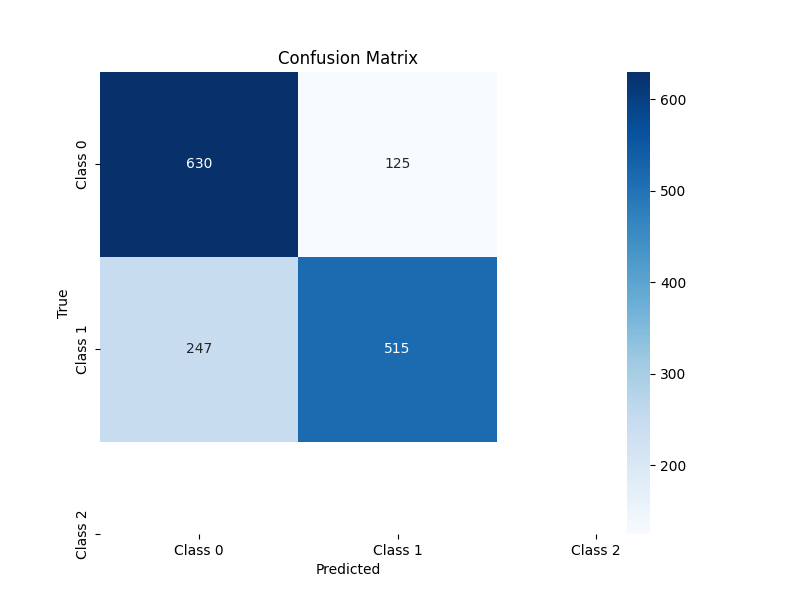 Confusion Matrix
Class 0
630
125
600
500
True
Class 1
247
515
400
300
200
Class 2
Class 0
Class 1
Class 2
Predicted